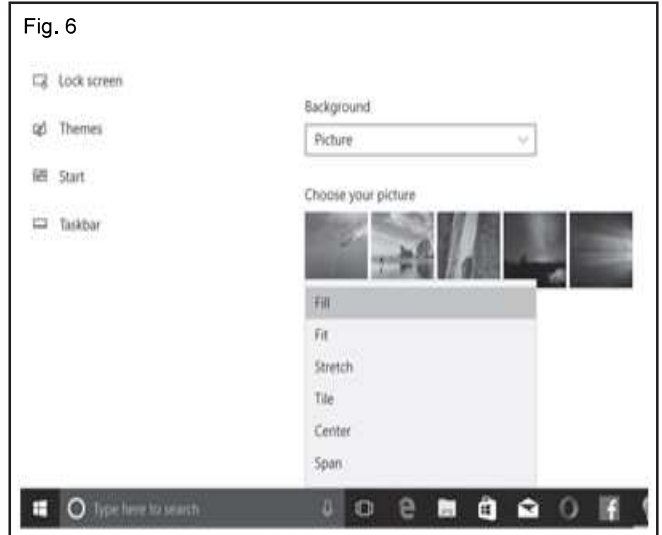 Fig. 6
Lock screen
Themes
Start
Taskbar
Background
Picture
Choose your picture
Fill
Fit
Stretch
Tile
Center
Span
Type here to search